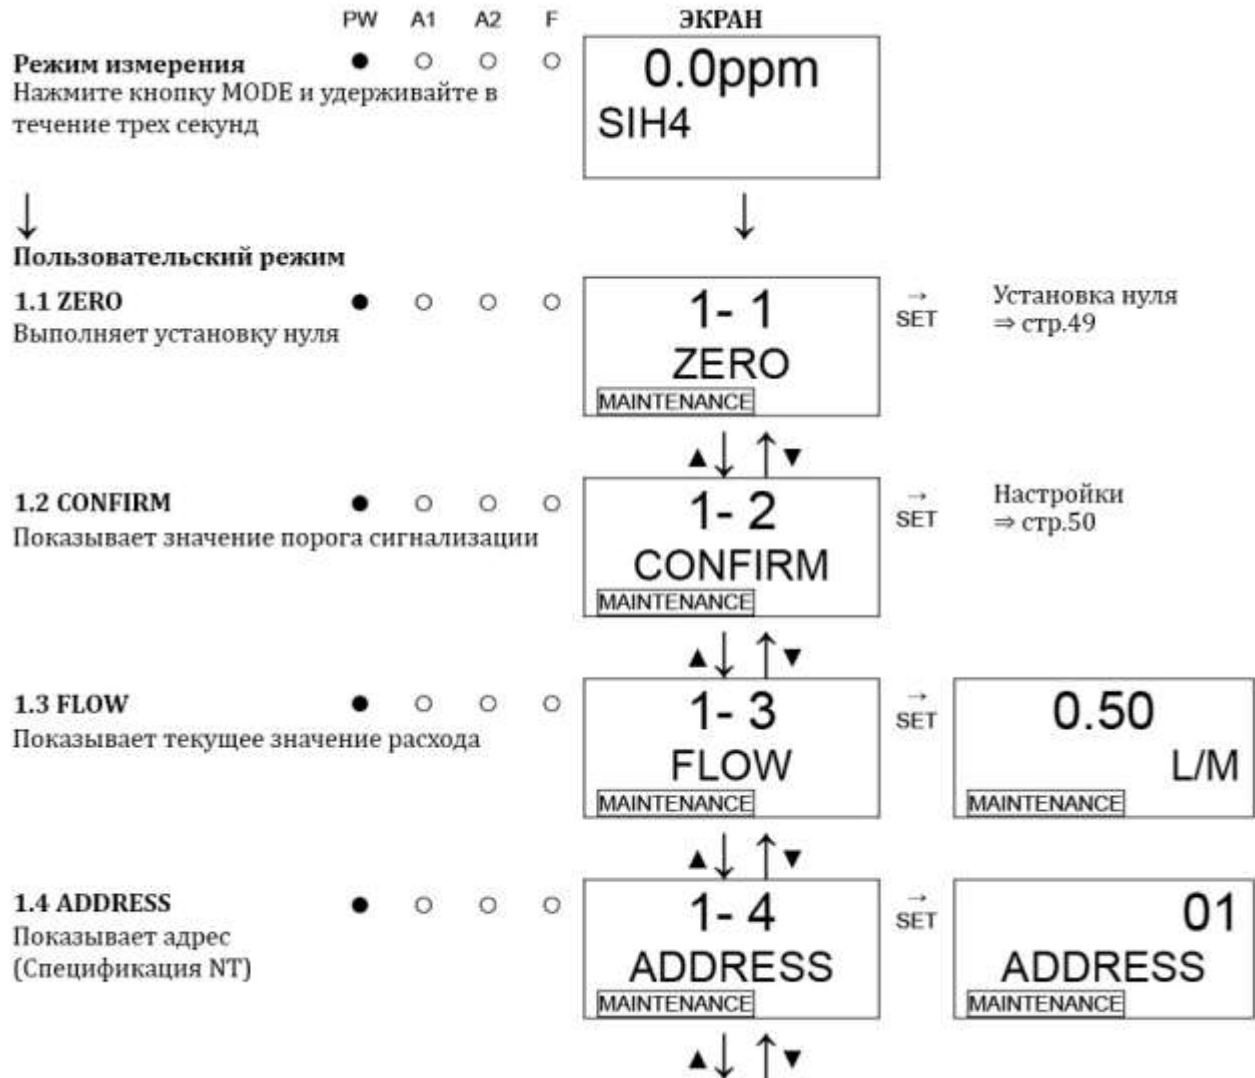 PW A1 A2 F ЭКРАН
Режим измерения ● ○ ○ ○ 0.0ppm
Нажмите кнопку MODE и удерживайте в
течение трех секунд SIH4
↓ ↓
Пользовательский режим
1.1 ZERO ● ○ ○ ○ 1- 1 → Установка нуля
Выполняет установку нуля SET ⇒ стр.49
ZERO
MAINTENANCE
▲↓ ↑▼
1.2 CONFIRM ● ○ ○ ○ 1- 2 → Настройки
Показывает значение порога сигнализации SET ⇒ стр.50
CONFIRM
MAINTENANCE
▲↓ ↑▼
1.3 FLOW ● ○ ○ ○ 1- 3 → SET 0.50
Показывает текущее значение расхода
FLOW L/M
MAINTENANCE MAINTENANCE
▲↓ ↑▼
1.4 ADDRESS ● ○ ○ ○ 1- 4 → SET 01
Показывает адрес
(Спецификация NT) ADDRESS ADDRESS
MAINTENANCE MAINTENANCE
▲↓ ↑▼